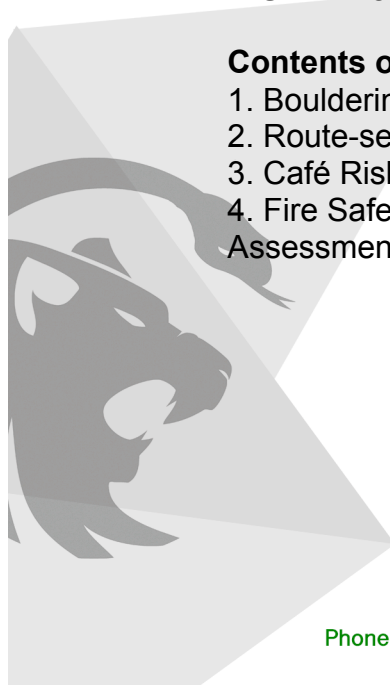 Contents o
1. Boulderin
2. Route-se
3. Café Ris
4. Fire Safe
Assessmen
Phone